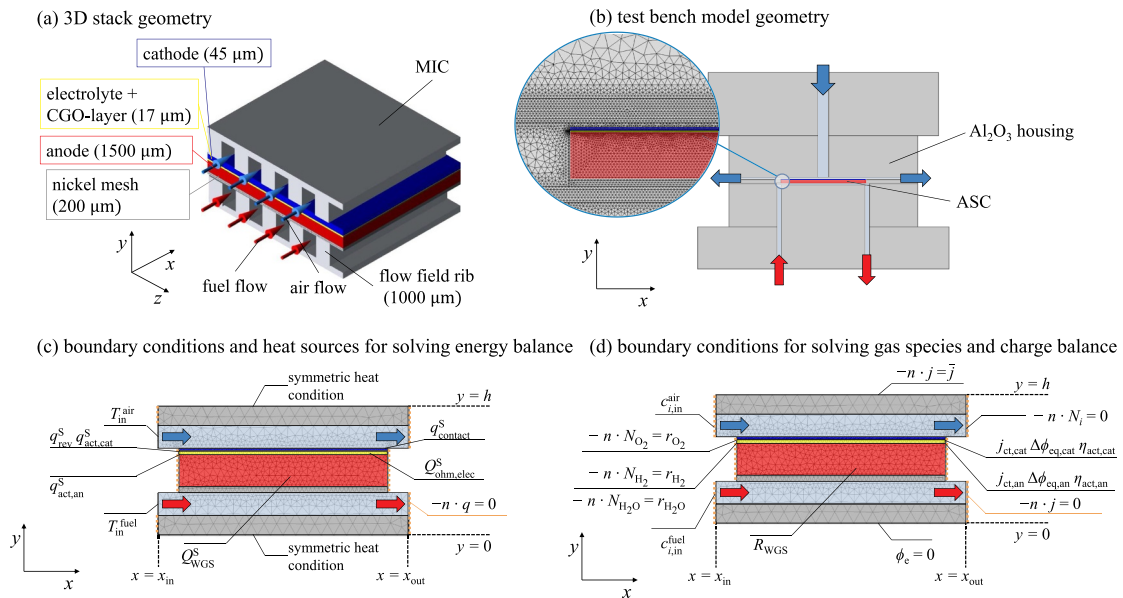 (a) 3D stack geometry
cathode (45 μm)
MIC
electrolyte +
CGO-layer (17 μm)
anode (1500 μm)
nickel mesh
(200 μm)
y
x
z
fuel flow
air flow
flow field rib
(1000 μm)
(b) test bench model geometry
Al₂O₃ housing
ASC
y
x
(c) boundary conditions and heat sources for solving energy balance
symmetric heat
condition
y = h
T_in^air
q_rev^S q_act,cat^S
q_contact^S
Q_ohm,elec^S
q_act,an^S
−n · q = 0
T_in^fuel
Q_WGS^S
symmetric heat
condition
y = 0
y
x
x = x_in
x = x_out
(d) boundary conditions for solving gas species and charge balance
−n · j = j̄
y = h
c_i,in^air
−n · N_i = 0
−n · N_O₂ = r_O₂
j_ct,cat Δϕ_eq,cat η_act,cat
−n · N_H₂ = r_H₂
j_ct,an Δϕ_eq,an η_act,an
−n · N_H₂O = r_H₂O
−n · j = 0
c_i,in^fuel
R_WGS
ϕ_e = 0
y = 0
y
x
x = x_in
x = x_out